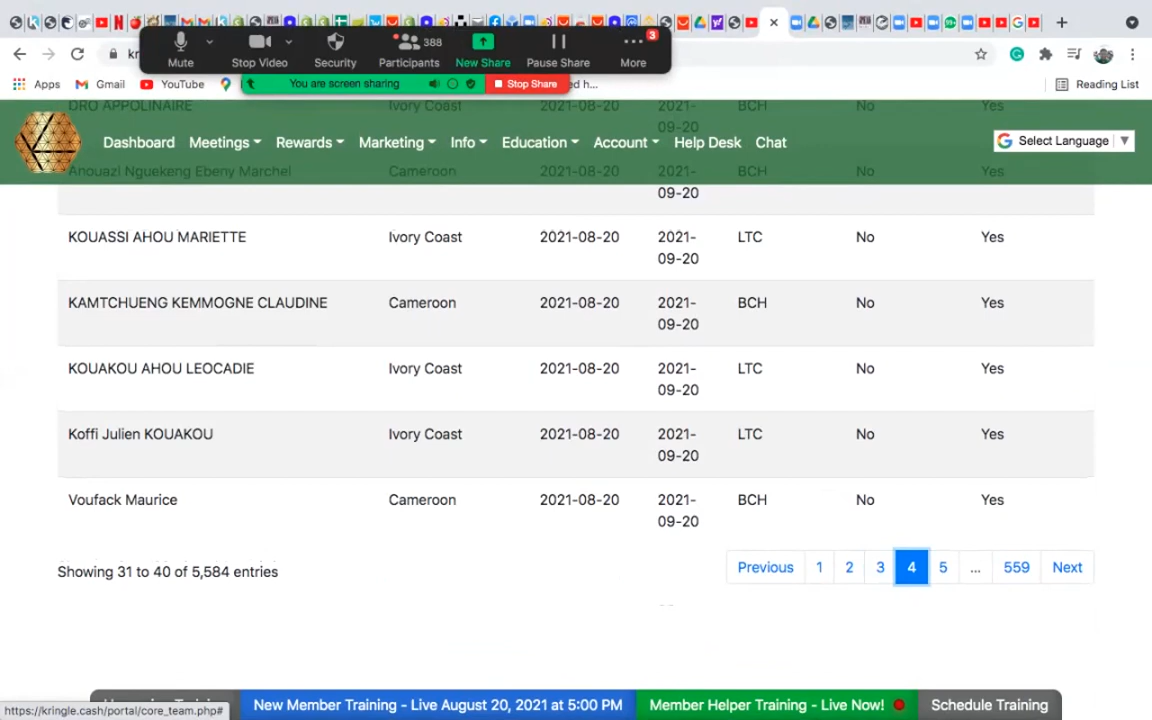 388
3
Mute
Stop Video
Security
Participants
New Share
Pause Share
More
kr
You are screen sharing
Stop Share
ed h...
Apps
Gmail
YouTube
Reading List
DRO APPOLINAIRE Ivory Coast 2021-08-20 2021- BCH No Yes
09-20
Dashboard Meetings Rewards Marketing Info Education Account Help Desk Chat
Select Language
Anouazi Nguekeng Ebeny Marchel Cameroon 2021-08-20 2021- BCH No Yes
09-20
KOUASSI AHOU MARIETTE Ivory Coast 2021-08-20 2021- LTC No Yes
09-20
KAMTCHUENG KEMMOGNE CLAUDINE Cameroon 2021-08-20 2021- BCH No Yes
09-20
KOUAKOU AHOU LEOCADIE Ivory Coast 2021-08-20 2021- LTC No Yes
09-20
Koffi Julien KOUAKOU Ivory Coast 2021-08-20 2021- LTC No Yes
09-20
Voufack Maurice Cameroon 2021-08-20 2021- BCH No Yes
09-20
Showing 31 to 40 of 5,584 entries
Previous 1 2 3 4 5 ... 559 Next
New Member Training - Live August 20, 2021 at 5:00 PM
Member Helper Training - Live Now!
Schedule Training
https://kringle.cash/portal/core_team.php#